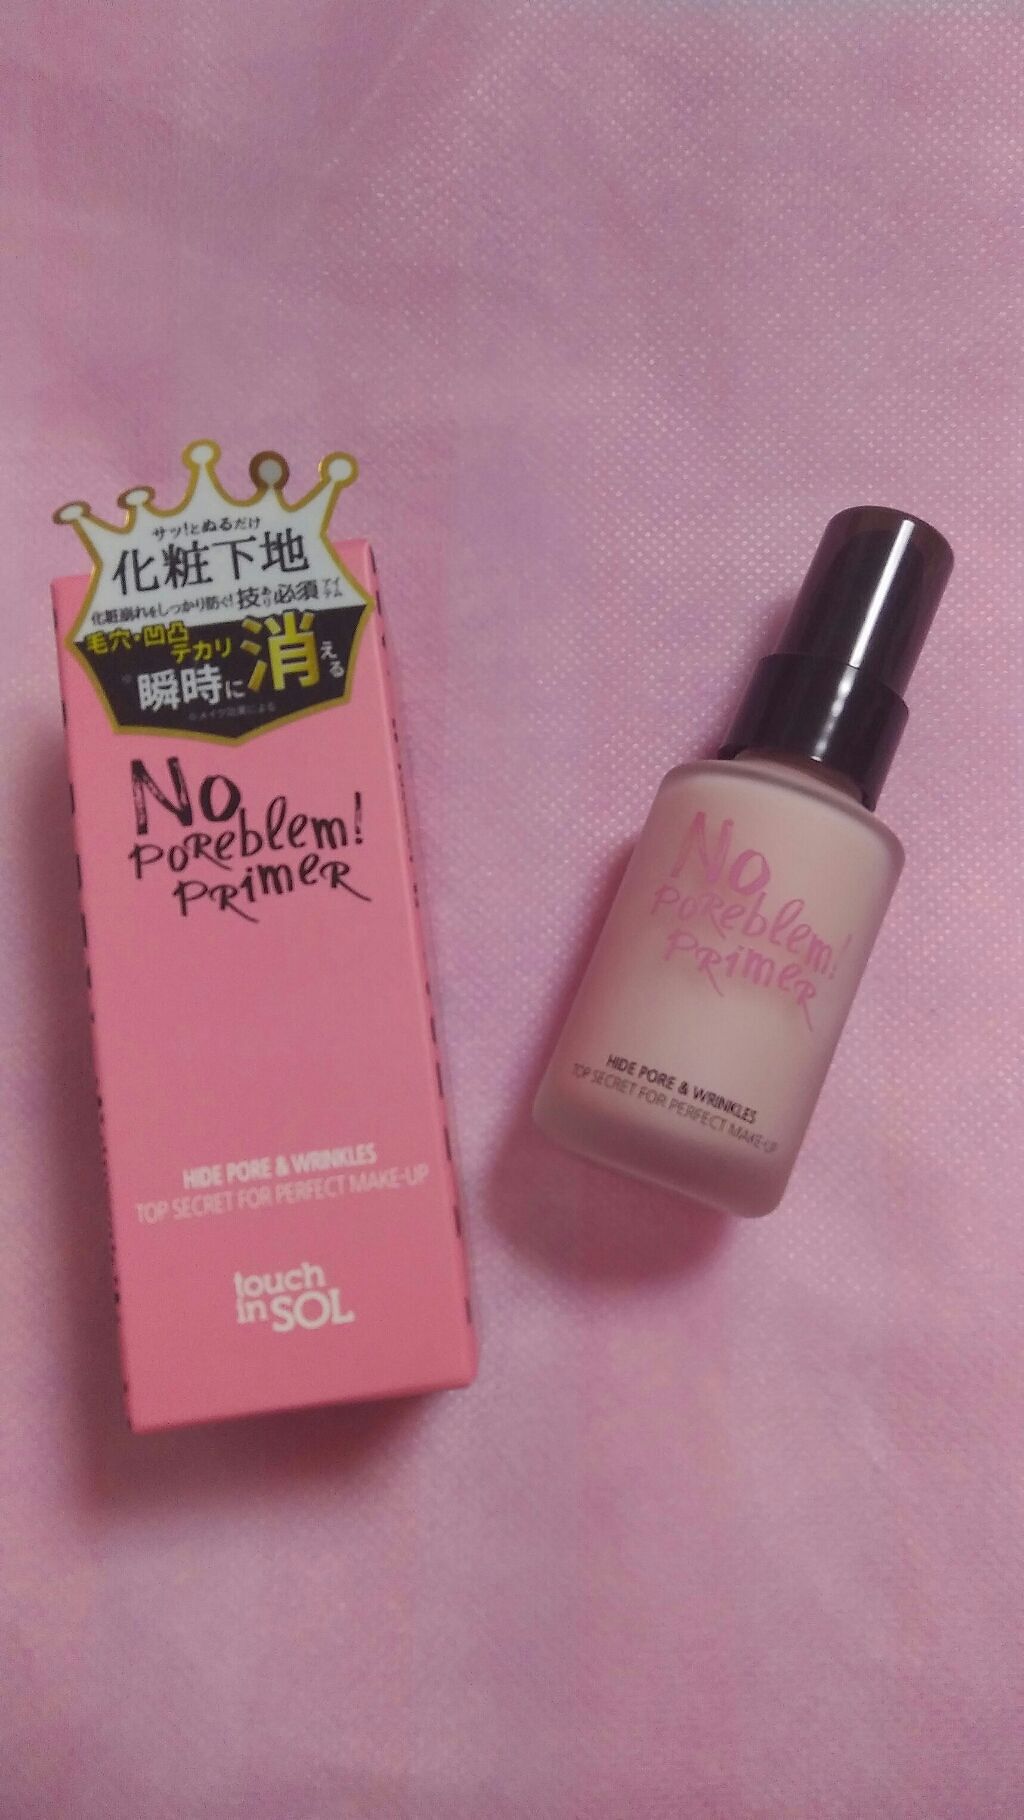 サッ!とぬるだけ
化粧下地
化粧崩れをしっかり防ぐ!技あり必須アイテム
毛穴・凹凸
テカリ
※瞬時に消える
※メイク効果による
No
Poreblem!
Primer
HIDE PORE & WRINKLES
TOP SECRET FOR PERFECT MAKE-UP
touch
in SOL
No
Poreblem!
Primer
HIDE PORE & WRINKLES
TOP SECRET FOR PERFECT MAKE-UP